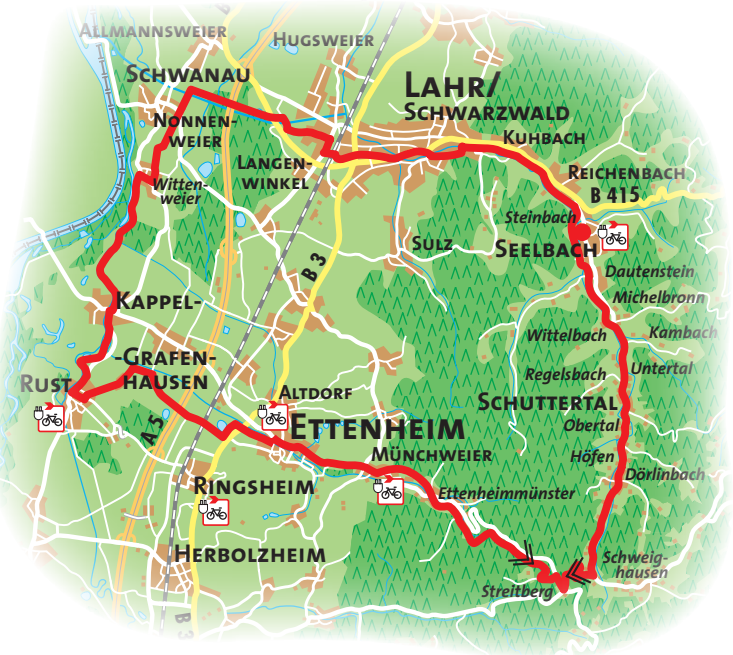 ALLMANNSWEIER
B
HUGSWEIER
SCHWANAU
LAHR/
SCHWARZWALD
NONNEN-
WEIER
KUHBACH
LANGEN-
WINKEL
REICHENBACH
B 415
Witten-
weier
Steinbach
SULZ
SEELBACH
B 3
Dautenstein
Michelbronn
KAPPEL-
Kambach
Wittelbach
-GRAFEN-
HAUSEN
Untertal
Regelsbach
RUST
ALTDORF
SCHUTTERTAL
Obertal
A 5
ETTENHEIM
MÜNCHWEIER
Höfen
Dörlinbach
RINGSHEIM
Ettenheimmünster
HERBOLZHEIM
Schweig-
hausen
Streitberg
B 3